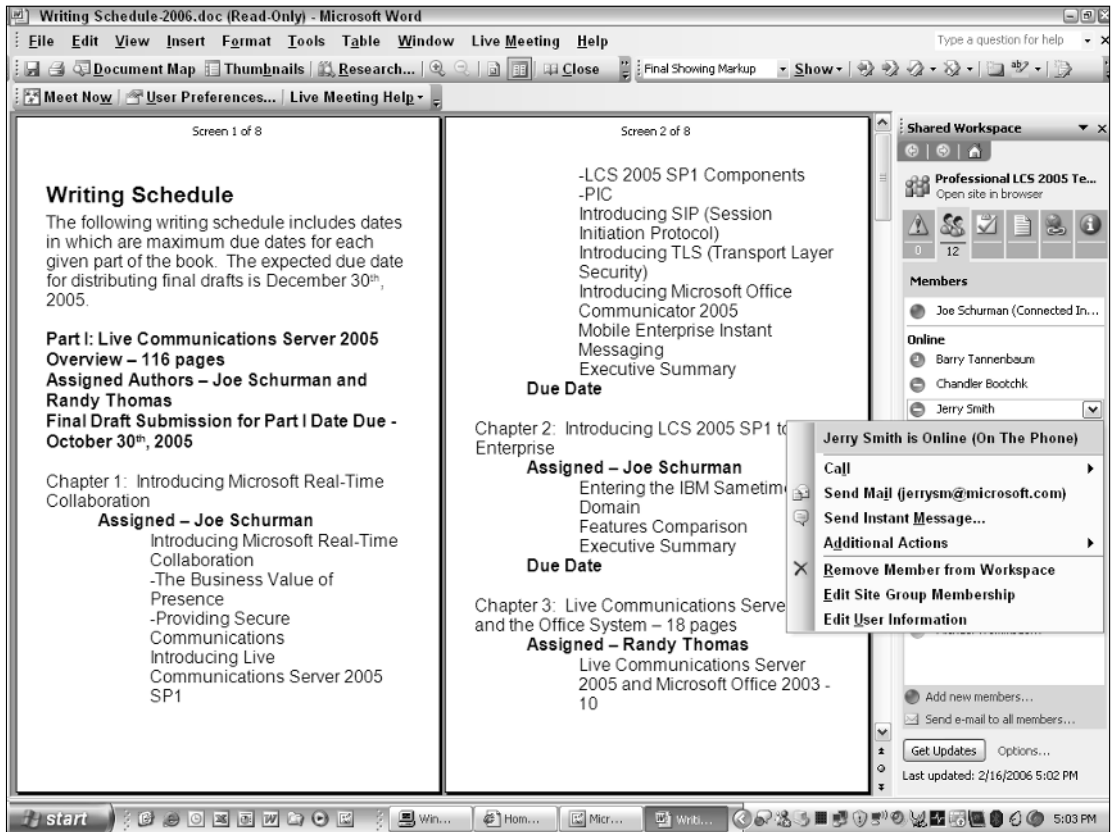 Writing Schedule-2006.doc (Read-Only) - Microsoft Word
File Edit View Insert Format Tools Table Window Live Meeting Help
Type a question for help
Document Map Thumbnails Research... Close Final Showing Markup Show
Meet Now User Preferences... Live Meeting Help
Screen 1 of 8
Writing Schedule
The following writing schedule includes dates
in which are maximum due dates for each
given part of the book. The expected due date
for distributing final drafts is December 30th,
2005.
Part I: Live Communications Server 2005
Overview – 116 pages
Assigned Authors – Joe Schurman and
Randy Thomas
Final Draft Submission for Part I Date Due -
October 30th, 2005
Chapter 1: Introducing Microsoft Real-Time
Collaboration
Assigned – Joe Schurman
Introducing Microsoft Real-Time
Collaboration
-The Business Value of
Presence
-Providing Secure
Communications
Introducing Live
Communications Server 2005
SP1
Screen 2 of 8
-LCS 2005 SP1 Components
-PIC
Introducing SIP (Session
Initiation Protocol)
Introducing TLS (Transport Layer
Security)
Introducing Microsoft Office
Communicator 2005
Mobile Enterprise Instant
Messaging
Executive Summary
Due Date
Chapter 2: Introducing LCS 2005 SP1 to
Enterprise
Assigned – Joe Schurman
Entering the IBM Sametim
Domain
Features Comparison
Executive Summary
Due Date
Chapter 3: Live Communications Serve
and the Office System – 18 pages
Assigned – Randy Thomas
Live Communications Server
2005 and Microsoft Office 2003 -
10
Shared Workspace
Professional LCS 2005 Te...
Open site in browser
0 12
Members
Joe Schurman (Connected In...
Online
Barry Tannenbaum
Chandler Bootchk
Jerry Smith
Jerry Smith is Online (On The Phone)
Call
Send Mail (jerrysm@microsoft.com)
Send Instant Message...
Additional Actions
Remove Member from Workspace
Edit Site Group Membership
Edit User Information
Add new members...
Send e-mail to all members...
Get Updates Options...
Last updated: 2/16/2006 5:02 PM
start Win... Hom... Micr... Writi... 5:03 PM